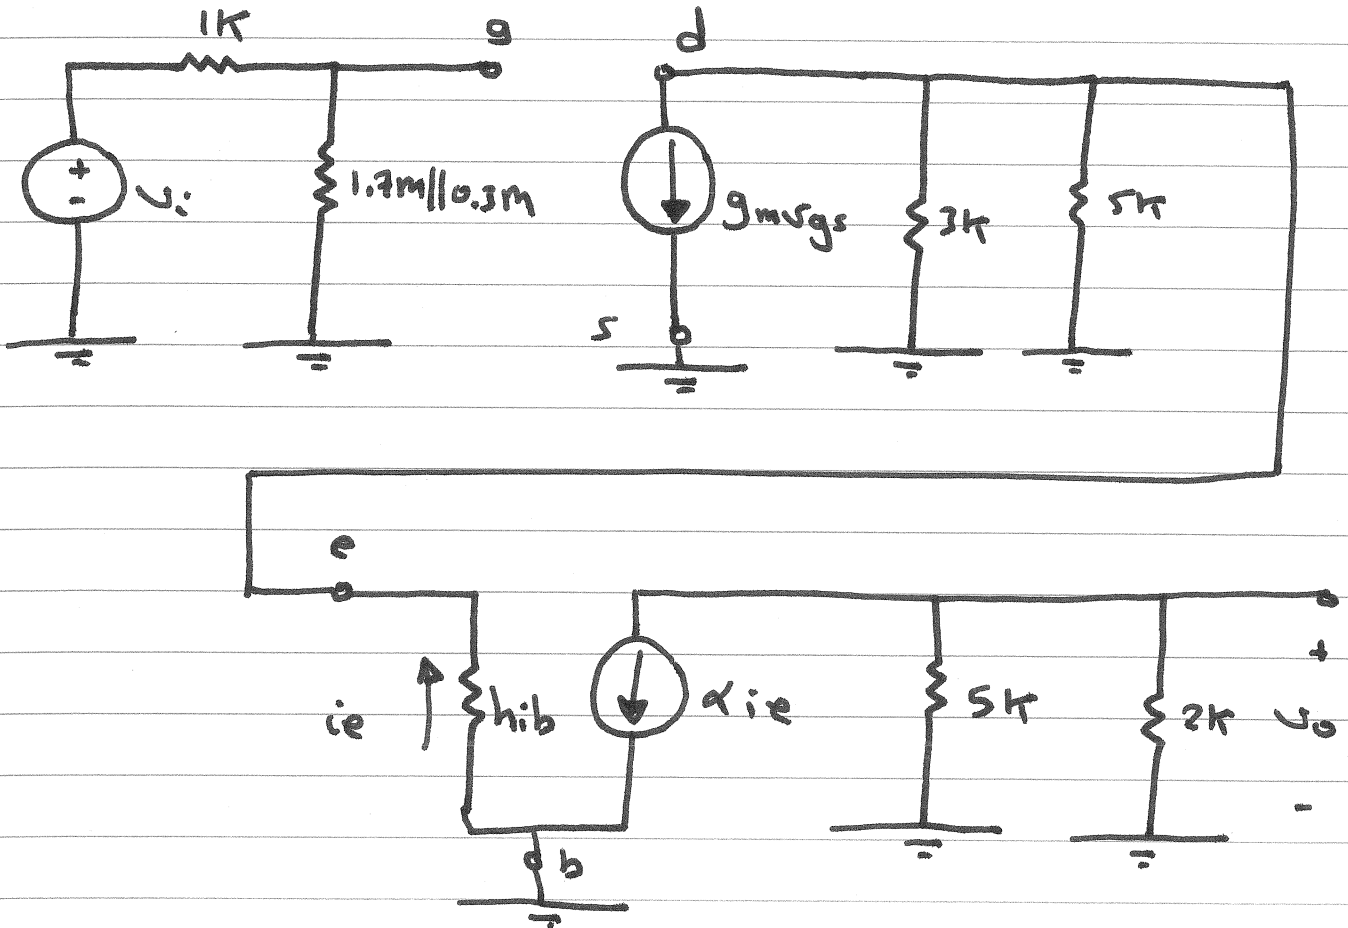 1K
g
d
+
-
vi
1.7m||0.3m
gmvgs
3K
5K
s
e
ie
hib
αie
5K
2K
+
vo
-
b